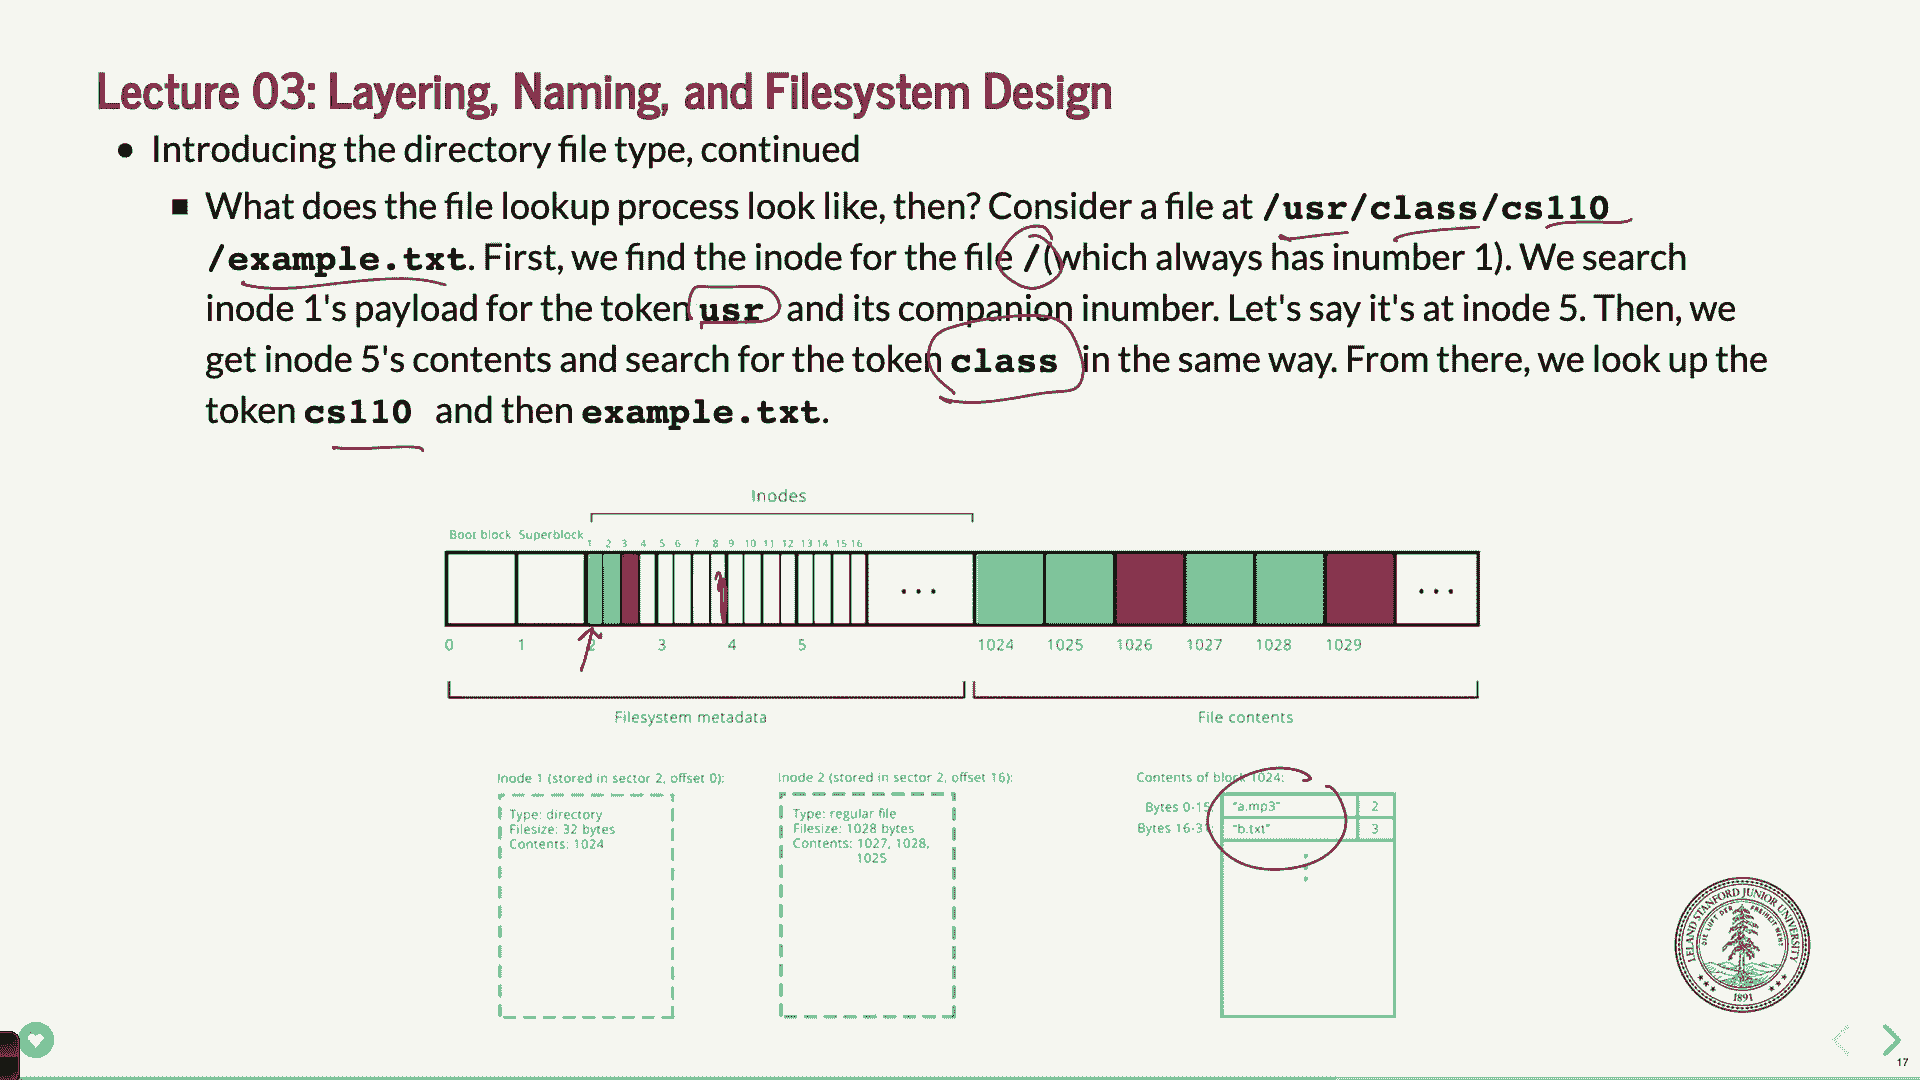 Lecture 03: Layering, Naming, and Filesystem Design
• Introducing the directory file type, continued
▪ What does the file lookup process look like, then? Consider a file at /usr/class/cs110
/example.txt. First, we find the inode for the file /(which always has inumber 1). We search
inode 1's payload for the token usr and its companion inumber. Let's say it's at inode 5. Then, we
get inode 5's contents and search for the token class in the same way. From there, we look up the
token cs110 and then example.txt.
Inodes
Boot block Superblock
1 2 3 4 5 6 7 8 9 10 11 12 13 14 15 16
... ...
0 1 2 3 4 5 1024 1025 1026 1027 1028 1029
Filesystem metadata File contents
Inode 1 (stored in sector 2, offset 0): Inode 2 (stored in sector 2, offset 16): Contents of block 1024:
Type: directory
Filesize: 32 bytes
Contents: 1024
Type: regular file
Filesize: 1028 bytes
Contents: 1027, 1028,
1025
Bytes 0-15: "a.mp3" 2
Bytes 16-31: "b.txt" 3
LELAND STANFORD JUNIOR UNIVERSITY
DIE LUFT DER FREIHEIT WEHT
1891
17